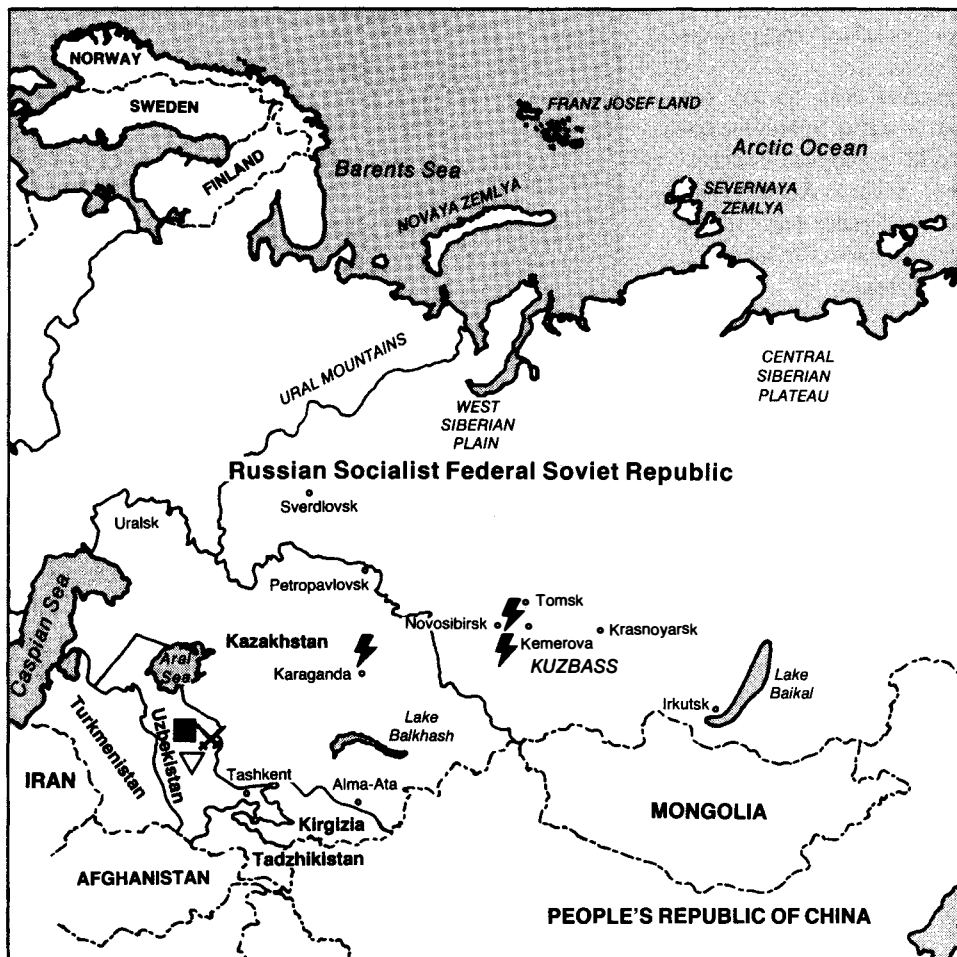 NORWAY
SWEDEN
FINLAND
FRANZ JOSEF LAND
Barents Sea
Arctic Ocean
NOVAYA ZEMLYA
SEVERNAYA
ZEMLYA
URAL MOUNTAINS
WEST
SIBERIAN
PLAIN
CENTRAL
SIBERIAN
PLATEAU
Russian Socialist Federal Soviet Republic
Sverdlovsk
Uralsk
Petropavlovsk
Tomsk
Novosibirsk
Krasnoyarsk
Kemerova
KUZBASS
Caspian Sea
Kazakhstan
Aral
Sea
Karaganda
Lake
Baikal
Irkutsk
Lake
Balkhash
Turkmenistan
Uzbekistan
IRAN
Tashkent
Alma-Ata
Kirgizia
Tadzhikistan
MONGOLIA
AFGHANISTAN
PEOPLE'S REPUBLIC OF CHINA